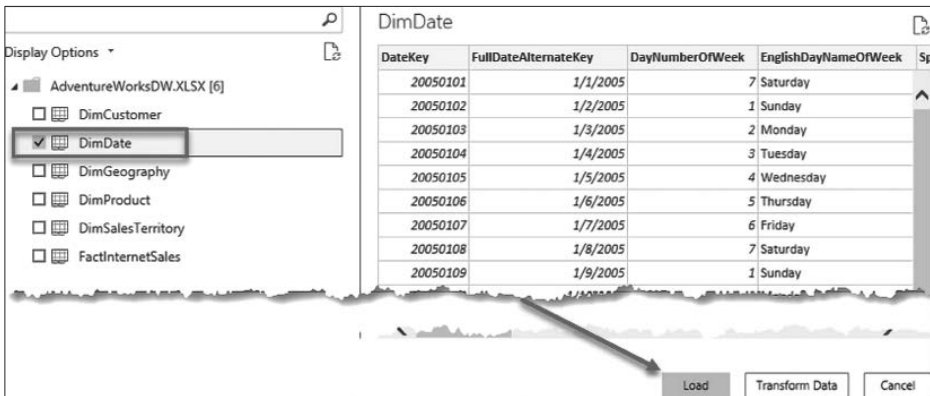 Display Options
AdventureWorksDW.XLSX [6]
DimCustomer
DimDate
DimGeography
DimProduct
DimSalesTerritory
FactInternetSales
DimDate
DateKey FullDateAlternateKey DayNumberOfWeek EnglishDayNameOfWeek Sp
20050101 1/1/2005 7 Saturday
20050102 1/2/2005 1 Sunday
20050103 1/3/2005 2 Monday
20050104 1/4/2005 3 Tuesday
20050105 1/5/2005 4 Wednesday
20050106 1/6/2005 5 Thursday
20050107 1/7/2005 6 Friday
20050108 1/8/2005 7 Saturday
20050109 1/9/2005 1 Sunday
Load Transform Data Cancel